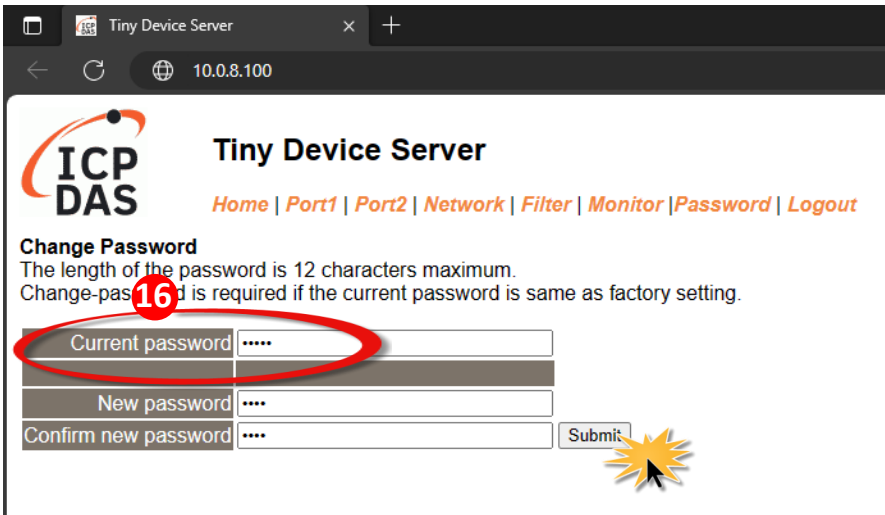 Tiny Device Server
10.0.8.100
ICP
DAS
Tiny Device Server
Home | Port1 | Port2 | Network | Filter | Monitor |Password | Logout
Change Password
The length of the password is 12 characters maximum.
Change-pas d is required if the current password is same as factory setting.
16
Current password •••••
New password ••••
Confirm new password •••• Submit